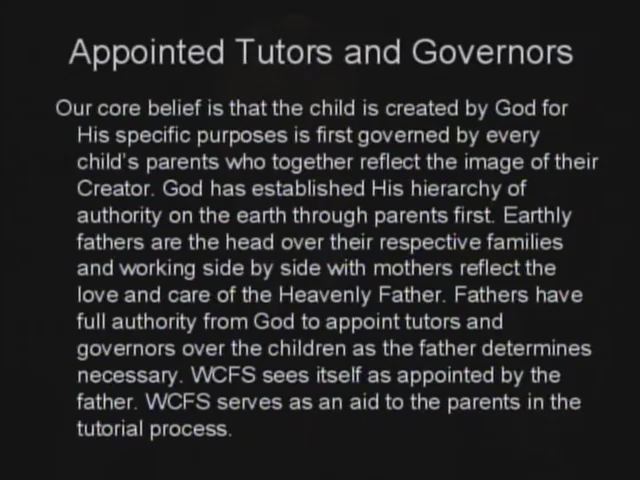 Appointed Tutors and Governors
Our core belief is that the child is created by God for
His specific purposes is first governed by every
child's parents who together reflect the image of their
Creator. God has established His hierarchy of
authority on the earth through parents first. Earthly
fathers are the head over their respective families
and working side by side with mothers reflect the
love and care of the Heavenly Father. Fathers have
full authority from God to appoint tutors and
governors over the children as the father determines
necessary. WCFS sees itself as appointed by the
father. WCFS serves as an aid to the parents in the
tutorial process.